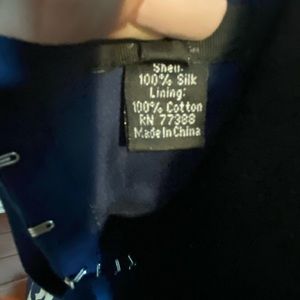 Shell:
100% Silk
Lining:
100% Cotton
RN 77388
Made in China